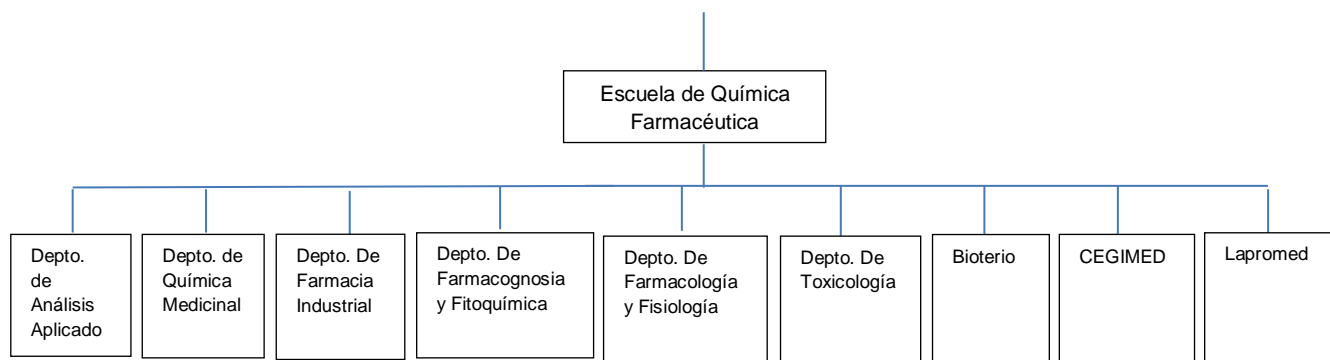 Escuela de Química
Farmacéutica
Depto.
de
Análisis
Aplicado
Depto. de
Química
Medicinal
Depto. De
Farmacia
Industrial
Depto. De
Farmacognosia
y Fitoquímica
Depto. De
Farmacología
y Fisiología
Depto. De
Toxicología
Bioterio
CEGIMED
Lapromed